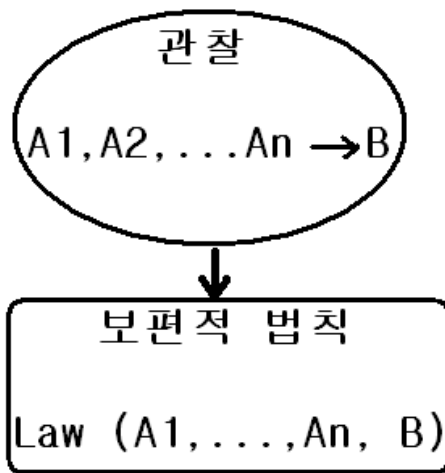 관찰
A1,A2,...An →B
보편적 법칙
Law (A1,...,An, B)